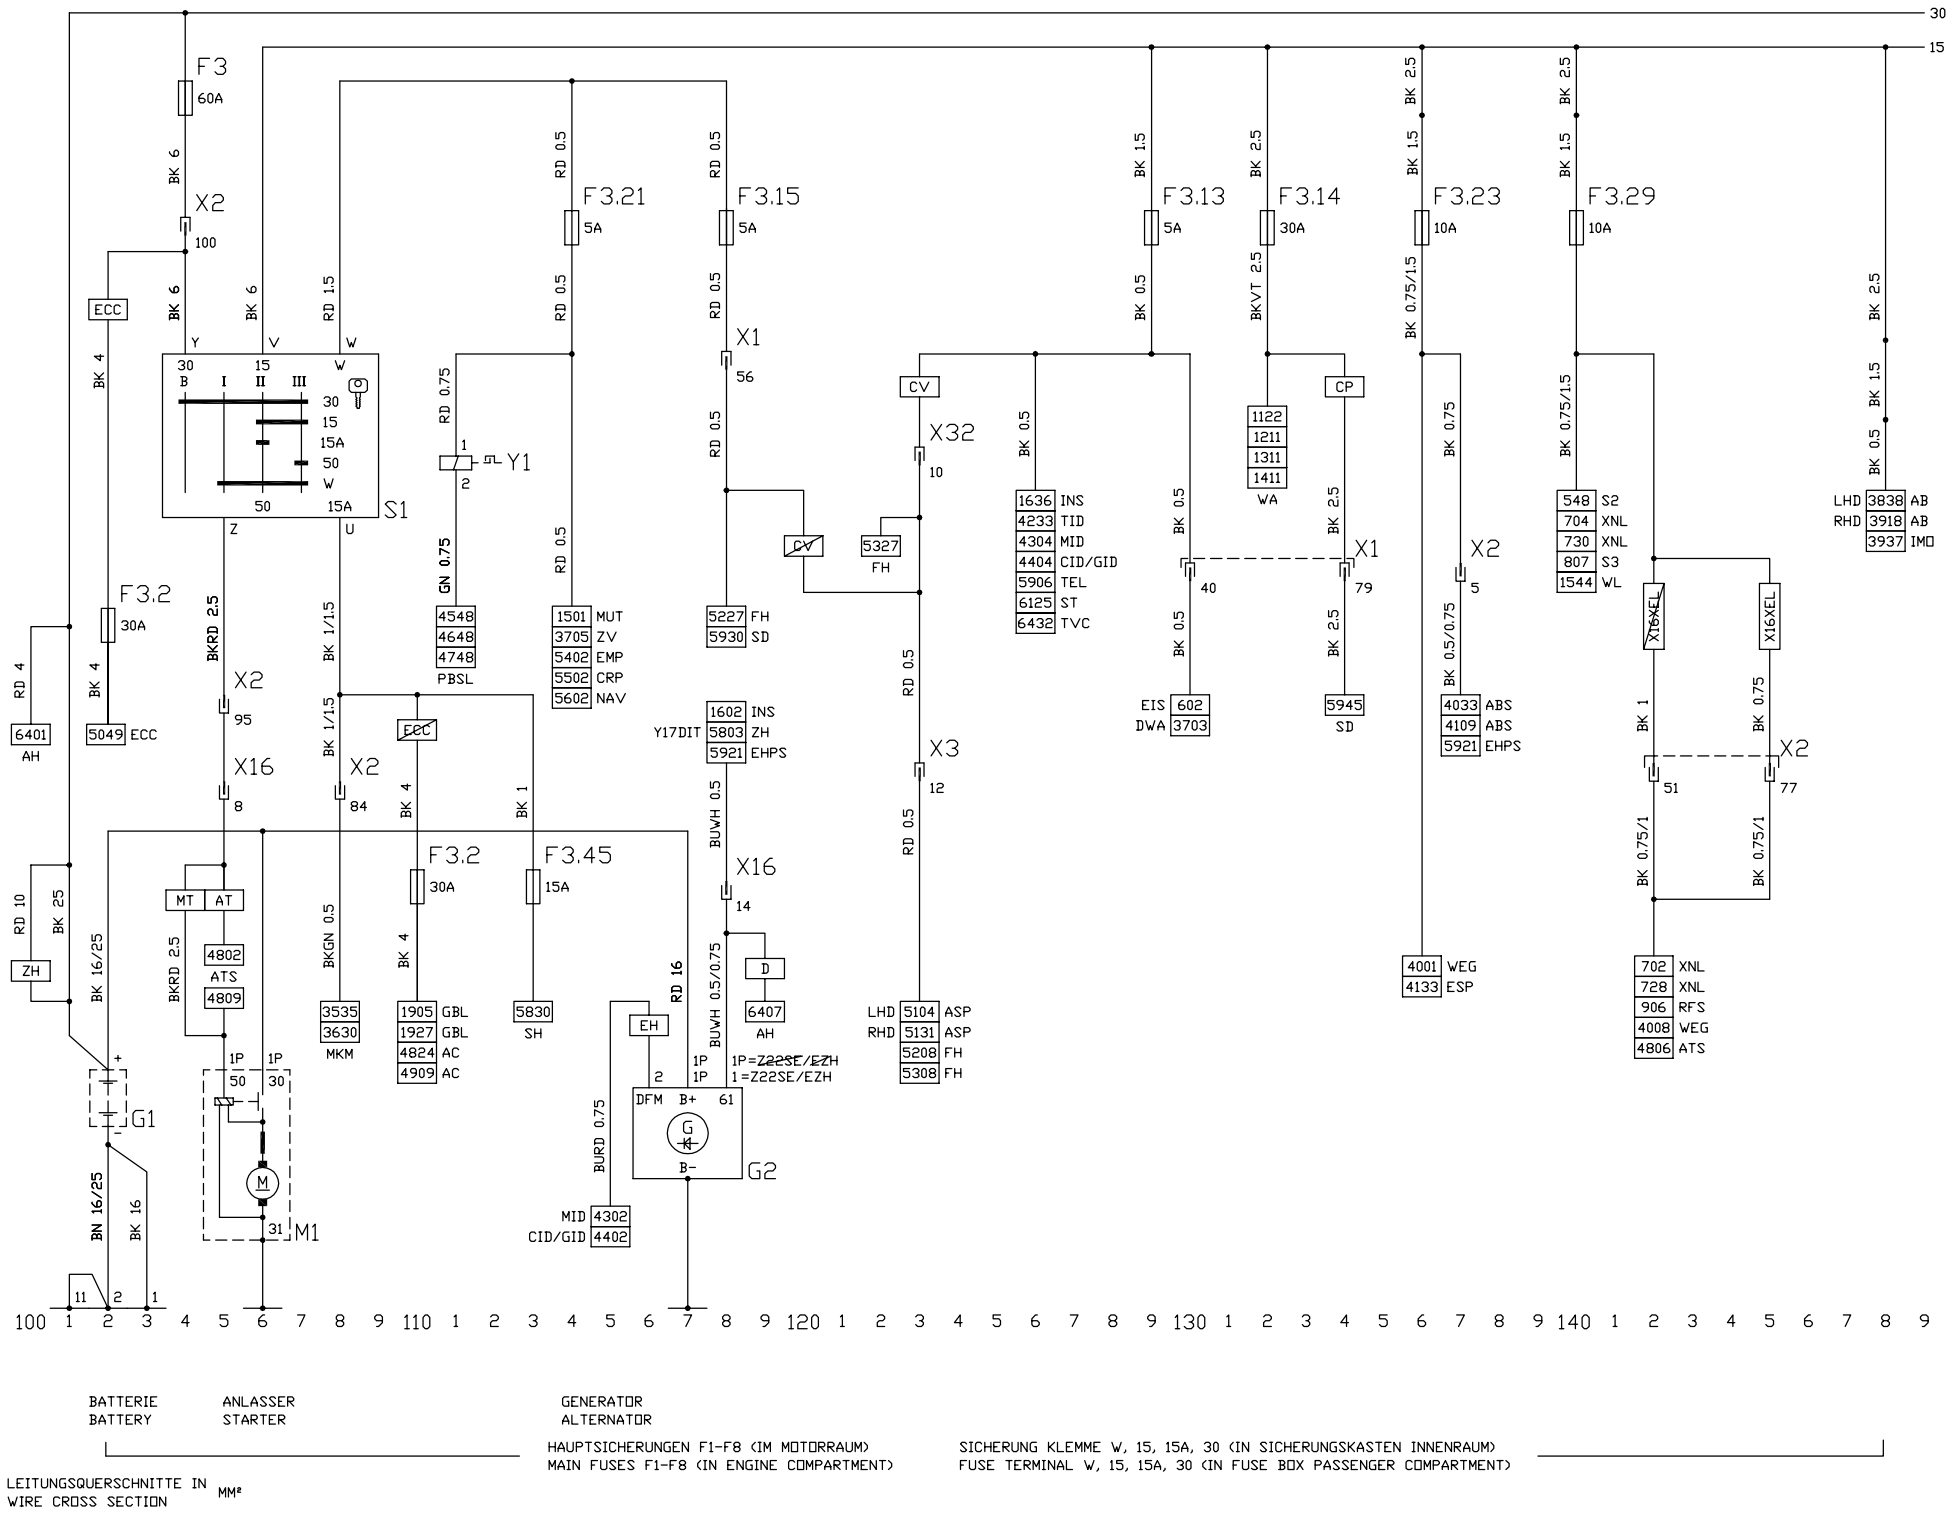 30
15
F3
60A
BK 6
X2
100
ECC
BK 6
BK 6
RD 1.5
BK 4
Y
V
W
30
15
W
B
I
II
III
30
15
15A
50
W
50
15A
S1
Z
U
F3.2
30A
BK 4
RD 4
6401
AH
5049 ECC
BKRD 2.5
BK 1/1.5
X2
95
X16
8
BK 1/1.5
X2
84
ECC
BK 4
BK 1
RD 0.5
F3.21
5A
RD 0.5
RD 0.75
1
2
Y1
GN 0.75
RD 0.5
4548
4648
4748
PBSL
1501 MUT
3705 ZV
5402 EMP
5502 CRP
5602 NAV
RD 0.5
F3.15
5A
RD 0.5
X1
56
RD 0.5
CV
5227 FH
5930 SD
1602 INS
Y17DIT 5803 ZH
5921 EHPS
BUWH 0.5
X16
14
BUWH 0.5/0.75
D
6407
AH
RD 10
BK 25
ZH
BK 16/25
MT
AT
BKRD 2.5
4802
ATS
4809
BKGN 0.5
3535
3630
MKM
F3.2
30A
BK 4
1905 GBL
1927 GBL
4824 AC
4909 AC
F3.45
15A
5830
SH
RD 16
EH
BURD 0.75
2
1P
1P
1P=Z22SE/EZH
1=Z22SE/EZH
DFM
B+
61
G
B-
G2
MID 4302
CID/GID 4402
+
-
G1
BN 16/25
BK 16
1P
1P
50
30
M
31
M1
11
2
1
CV
X32
10
5327
FH
RD 0.5
X3
12
RD 0.5
LHD 5104 ASP
RHD 5131 ASP
5208 FH
5308 FH
BK 1.5
F3.13
5A
BK 0.5
BK 0.5
1636 INS
4233 TID
4304 MID
4404 CID/GID
5906 TEL
6125 ST
6432 TVC
BK 0.5
40
BK 0.5
EIS 602
DWA 3703
BK 2.5
F3.14
30A
BKVT 2.5
1122
1211
1311
1411
WA
CP
BK 2.5
X1
79
BK 2.5
5945
SD
BK 2.5
BK 1.5
F3.23
10A
BK 0.75/1.5
BK 0.75
X2
5
BK 0.5/0.75
4033 ABS
4109 ABS
5921 EHPS
4001 WEG
4133 ESP
BK 2.5
BK 1.5
F3.29
10A
BK 0.75/1.5
548 S2
704 XNL
730 XNL
807 S3
1544 WL
X16XEL
X16XEL
BK 1
BK 0.75
X2
51
77
BK 0.75/1
BK 0.75/1
702 XNL
728 XNL
906 RFS
4008 WEG
4806 ATS
BK 2.5
BK 1.5
BK 0.5
LHD 3838 AB
RHD 3918 AB
3937 IMO
100 1 2 3 4 5 6 7 8 9 110 1 2 3 4 5 6 7 8 9 120 1 2 3 4 5 6 7 8 9 130 1 2 3 4 5 6 7 8 9 140 1 2 3 4 5 6 7 8 9
BATTERIE
BATTERY
ANLASSER
STARTER
GENERATOR
ALTERNATOR
HAUPTSICHERUNGEN F1-F8 (IM MOTORRAUM)
MAIN FUSES F1-F8 (IN ENGINE COMPARTMENT)
SICHERUNG KLEMME W, 15, 15A, 30 (IN SICHERUNGSKASTEN INNENRAUM)
FUSE TERMINAL W, 15, 15A, 30 (IN FUSE BOX PASSENGER COMPARTMENT)
LEITUNGSQUERSCHNITTE IN
WIRE CROSS SECTION
MM²